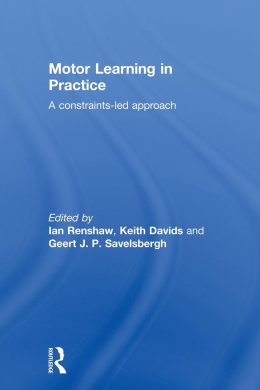 Motor Learning in
Practice
A constraints-led approach
Edited by
Ian Renshaw, Keith Davids and
Geert J. P. Savelsbergh
ROUTLEDGE